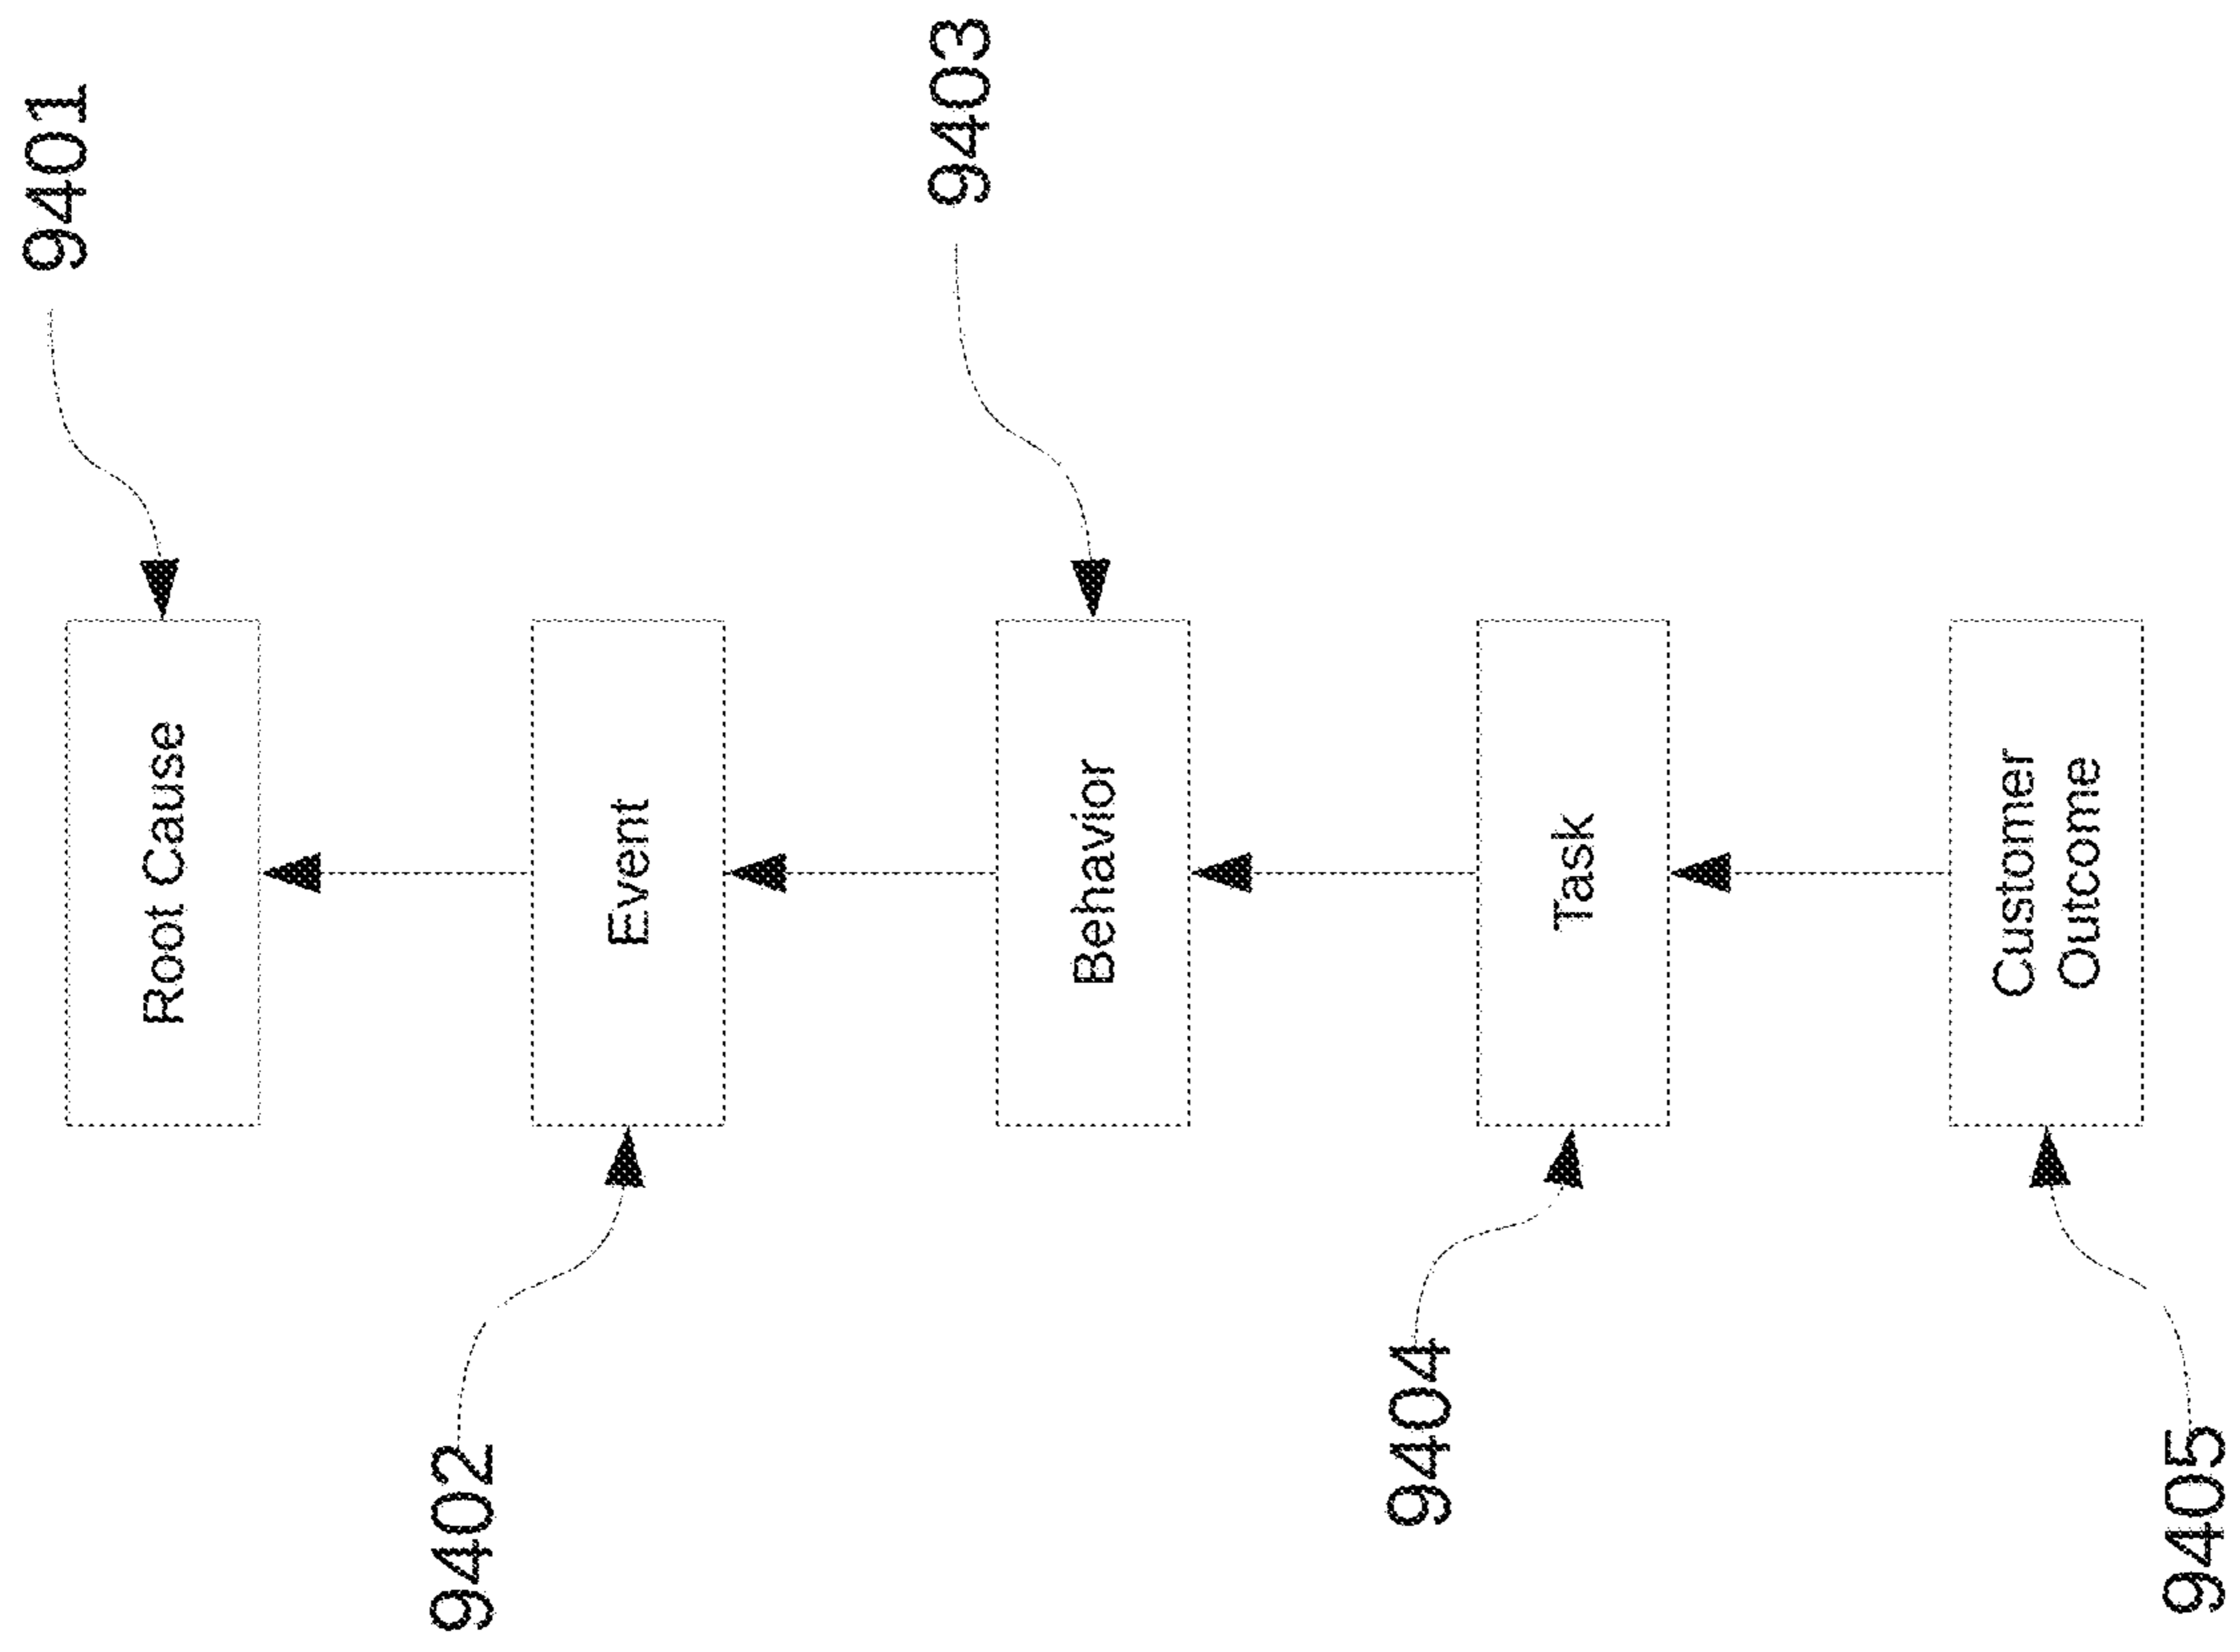 9401
Root Cause
9402
Event
9403
Behavior
9404
Task
9405
Customer
Outcome